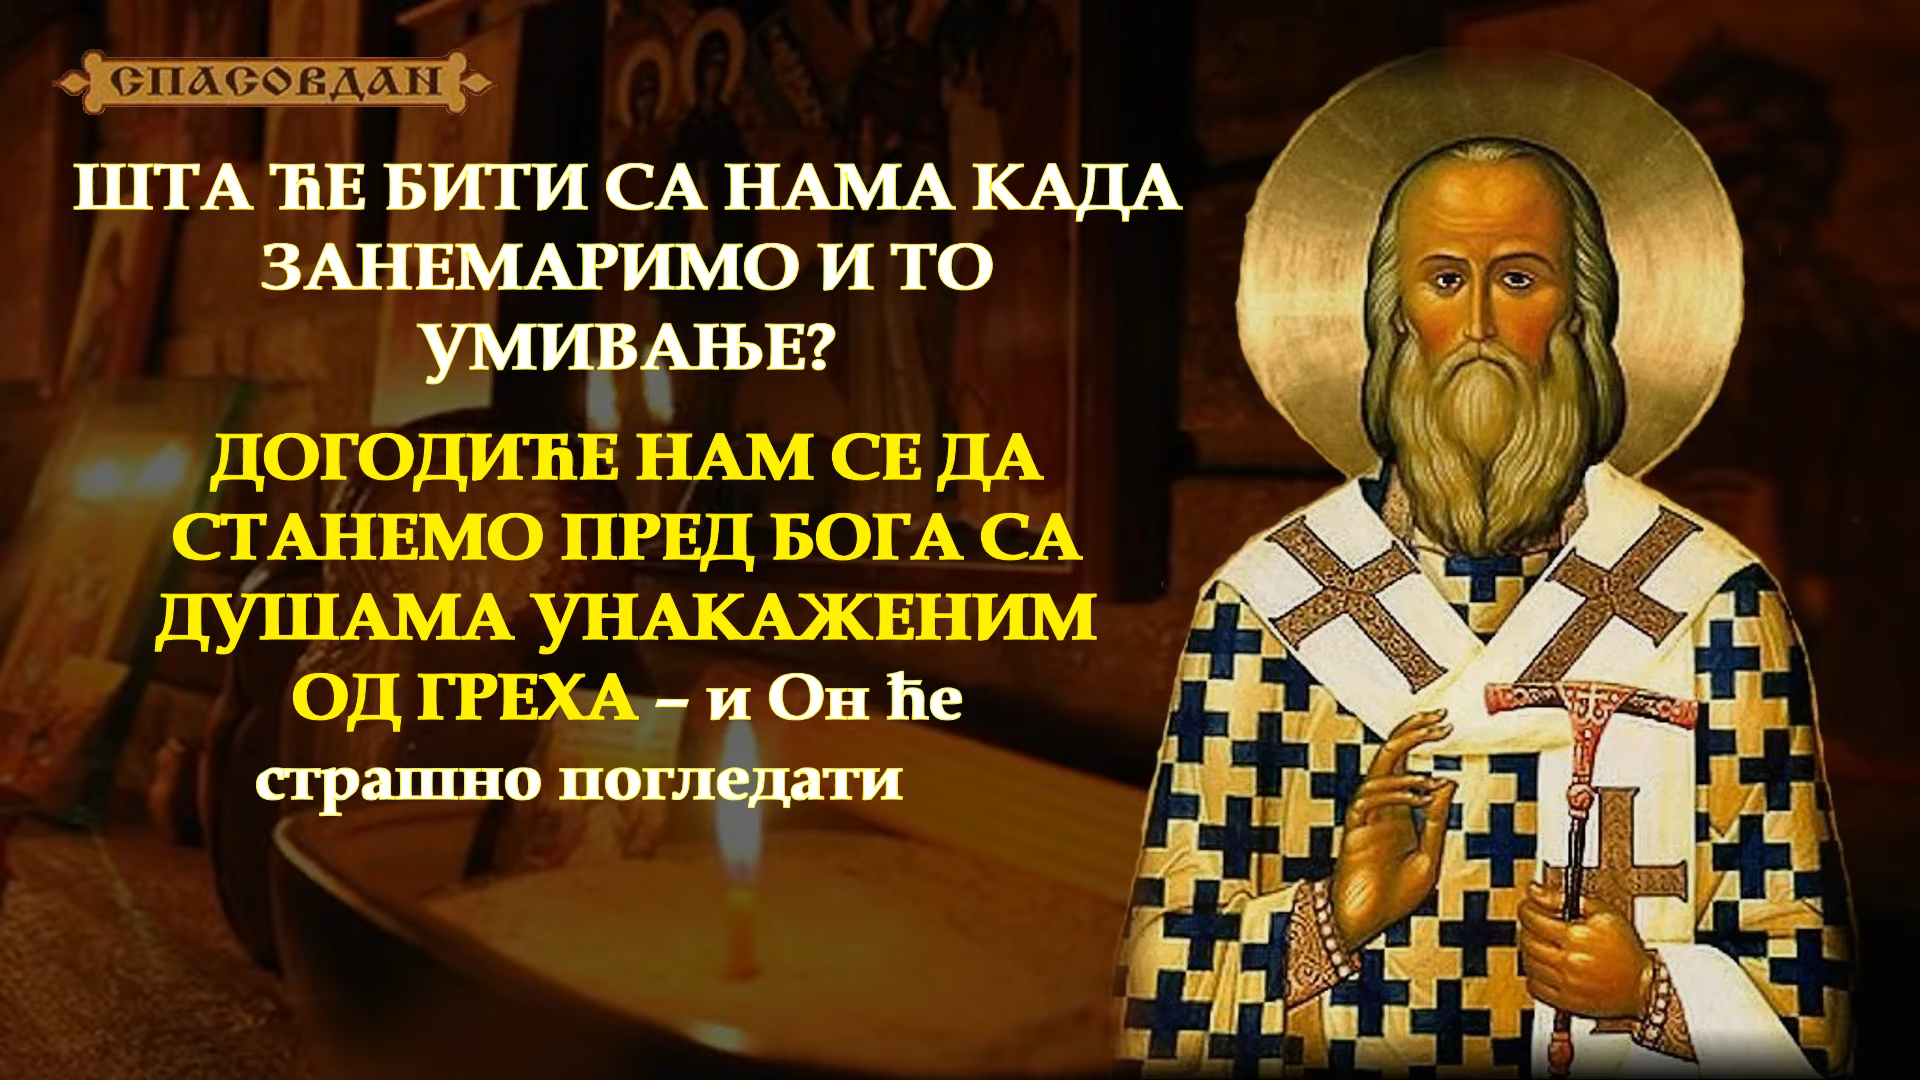 СПАСОВДАН
ШТА ЋЕ БИТИ СА НАМА КАДА
ЗАНЕМАРИМО И ТО
УМИВАЊЕ?
ДОГОДИЋЕ НАМ СЕ ДА
СТАНЕМО ПРЕД БОГА СА
ДУШАМА УНАКАЖЕНИМ
ОД ГРЕХА – и Он ће
страшно погледати